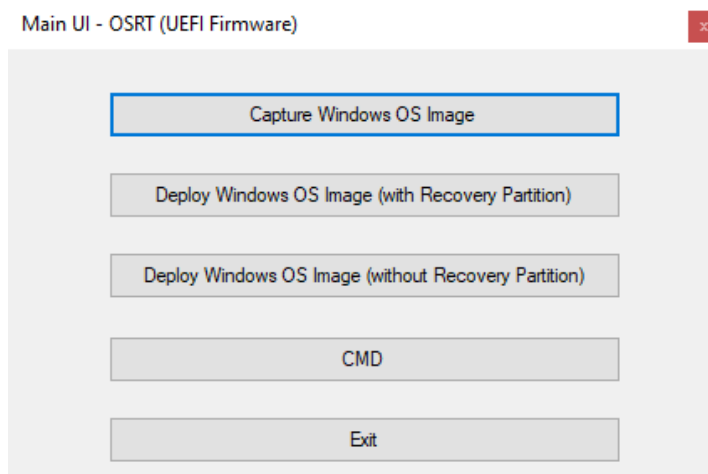 Main UI - OSRT (UEFI Firmware)
x
Capture Windows OS Image
Deploy Windows OS Image (with Recovery Partition)
Deploy Windows OS Image (without Recovery Partition)
CMD
Exit